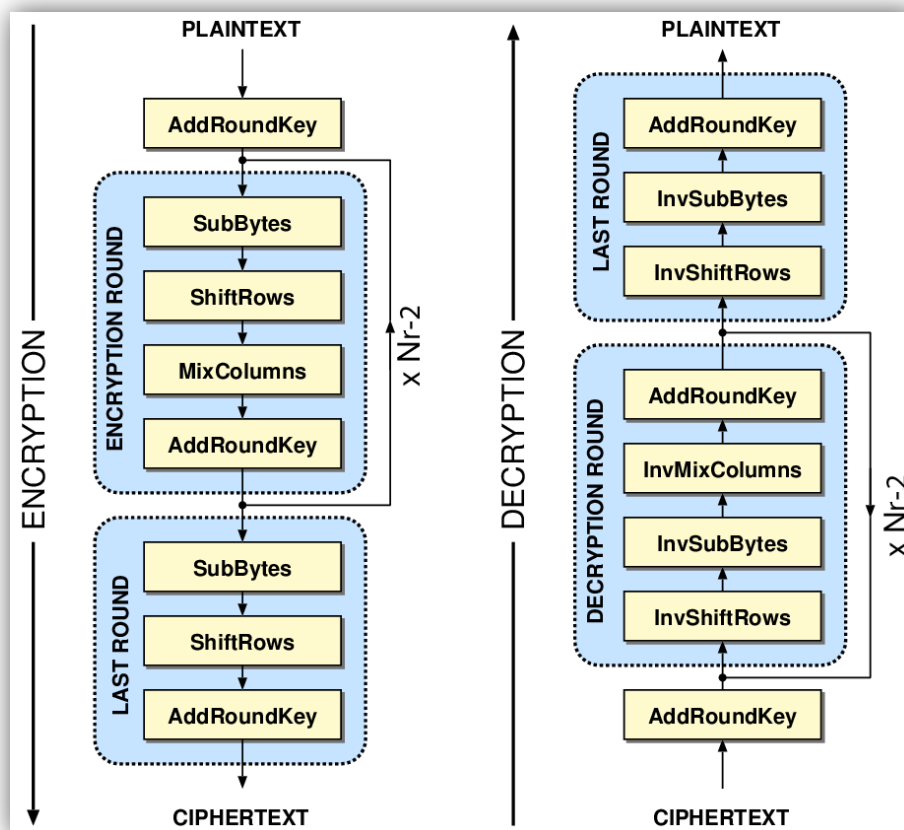 PLAINTEXT
AddRoundKey
ENCRYPTION ROUND
SubBytes
ShiftRows
MixColumns
AddRoundKey
x Nr-2
ENCRYPTION
LAST ROUND
SubBytes
ShiftRows
AddRoundKey
CIPHERTEXT
PLAINTEXT
LAST ROUND
AddRoundKey
InvSubBytes
InvShiftRows
DECRYPTION
DECRYPTION ROUND
AddRoundKey
InvMixColumns
InvSubBytes
InvShiftRows
x Nr-2
AddRoundKey
CIPHERTEXT